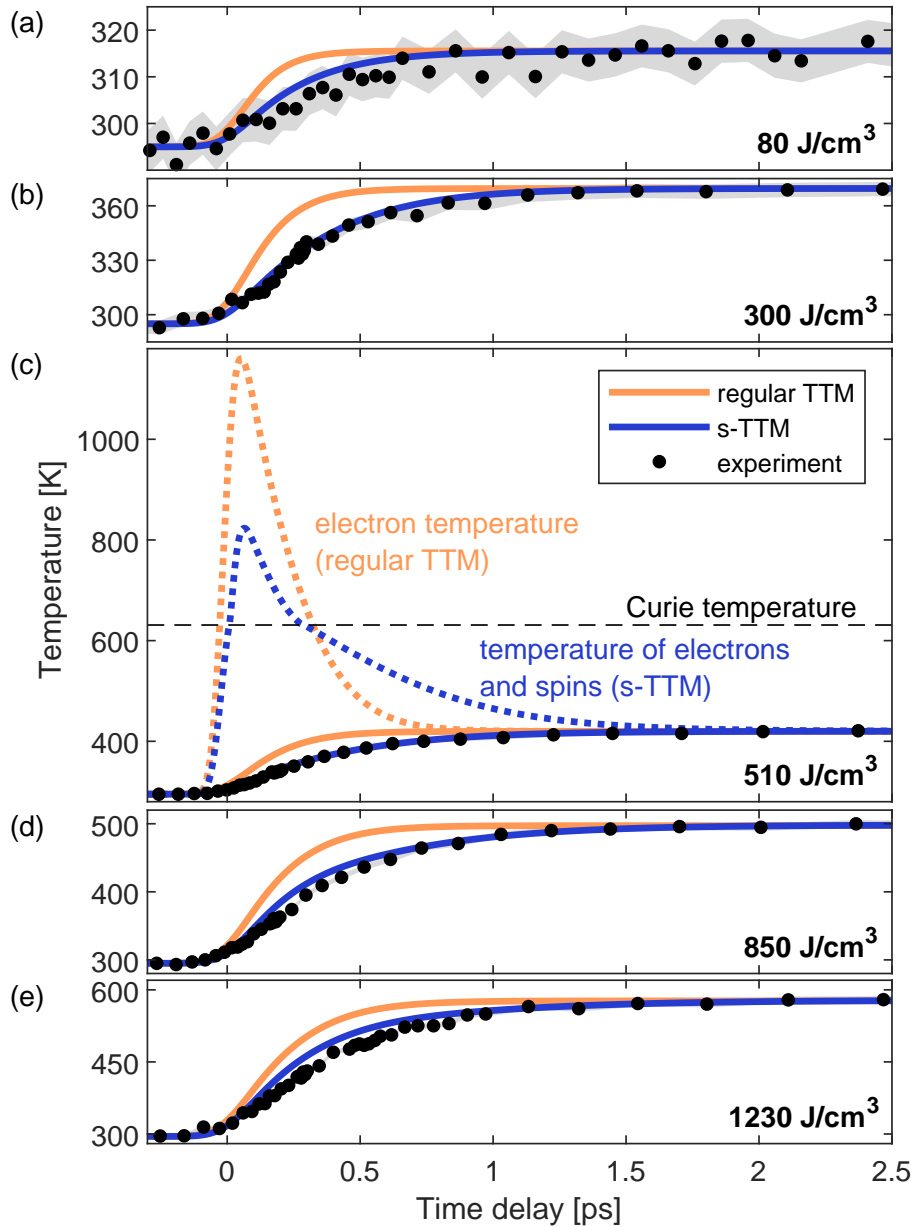 (a)
320
310
300
80 J/cm³
(b)
360
330
300
300 J/cm³
(c)
regular TTM
s-TTM
experiment
1000
800
600
400
Temperature [K]
electron temperature
(regular TTM)
Curie temperature
temperature of electrons
and spins (s-TTM)
510 J/cm³
(d)
500
400
300
850 J/cm³
(e)
600
450
300
1230 J/cm³
0
0.5
1
1.5
2
2.5
Time delay [ps]